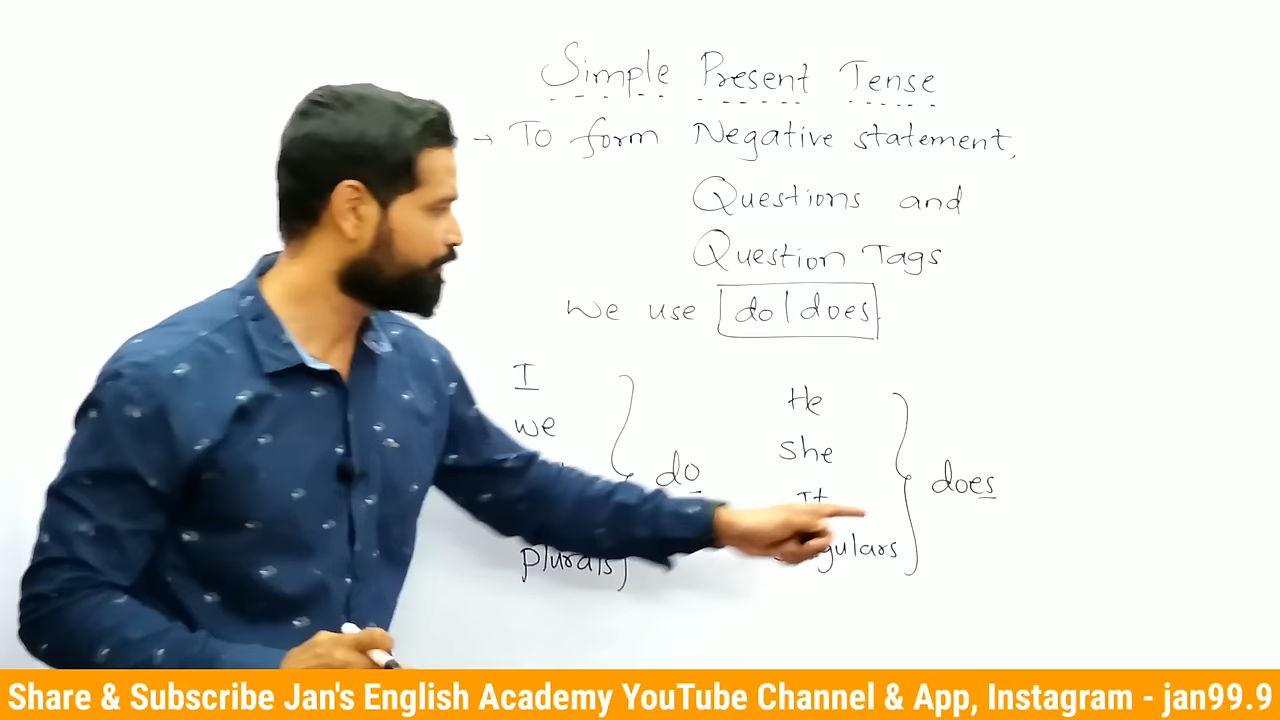 Simple Present Tense
→ To form Negative statement,
Questions and
Question Tags
We use do/does.
I
we
plurals
do
He
She
It
does
Share & Subscribe Jan's English Academy YouTube Channel & App, Instagram - jan99.9